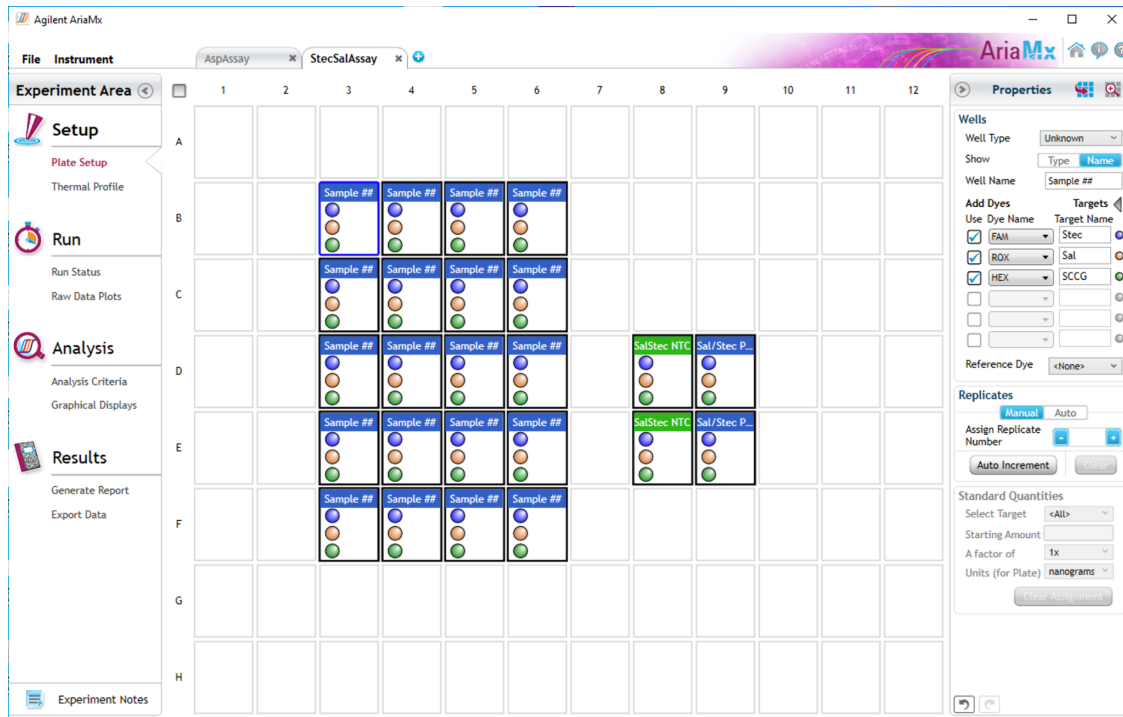 Agilent AriaMx
File Instrument
AspAssay
StecSalAssay
AriaMx
Experiment Area
Setup
Plate Setup
Thermal Profile
Run
Run Status
Raw Data Plots
Analysis
Analysis Criteria
Graphical Displays
Results
Generate Report
Export Data
Experiment Notes
1 2 3 4 5 6 7 8 9 10 11 12
A
B
Sample ## Sample ## Sample ## Sample ##
C
Sample ## Sample ## Sample ## Sample ##
D
Sample ## Sample ## Sample ## Sample ## SalStec NTC Sal/Stec P...
E
Sample ## Sample ## Sample ## Sample ## SalStec NTC Sal/Stec P...
F
Sample ## Sample ## Sample ## Sample ##
G
H
Properties
Wells
Well Type Unknown
Show Type Name
Well Name Sample ##
Add Dyes Targets
Use Dye Name Target Name
FAM Stec
ROX Sal
HEX SCCG
Reference Dye <None>
Replicates
Manual Auto
Assign Replicate
Number - +
Auto Increment Clear
Standard Quantities
Select Target <All>
Starting Amount
A factor of 1x
Units (for Plate) nanograms
Clear Assignment